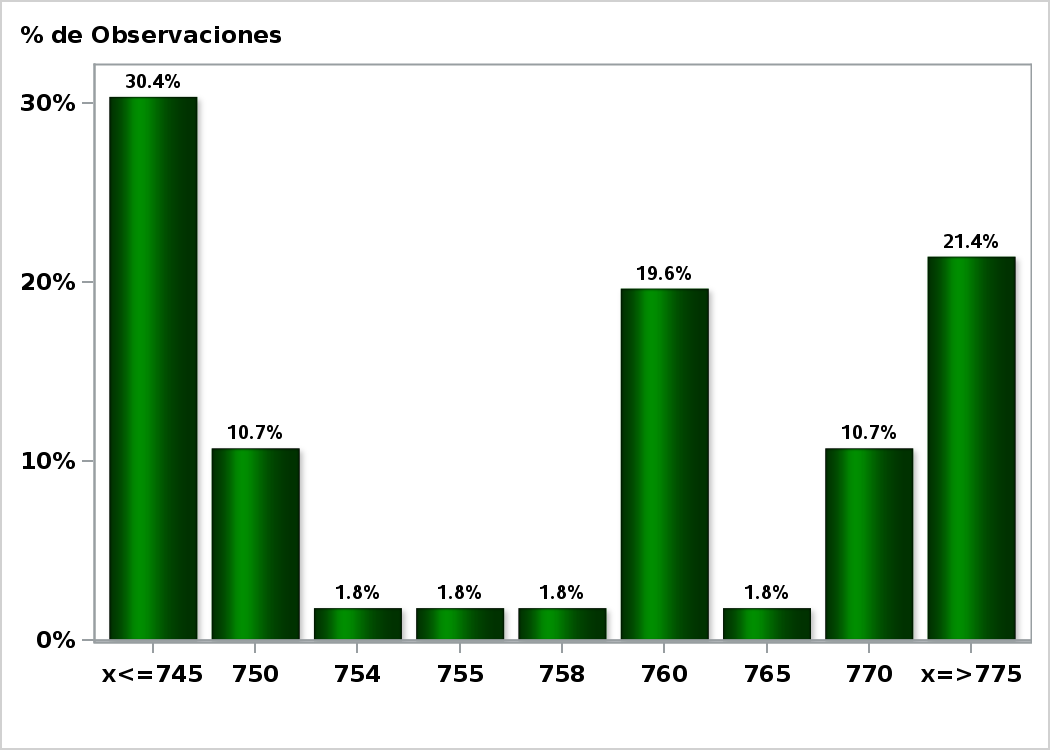 % de Observaciones
30.4%
30%
21.4%
20%
19.6%
10.7% 10.7%
10%
1.8% 1.8% 1.8% 1.8%
0%
x<=745 750 754 755 758 760 765 770 x=>775